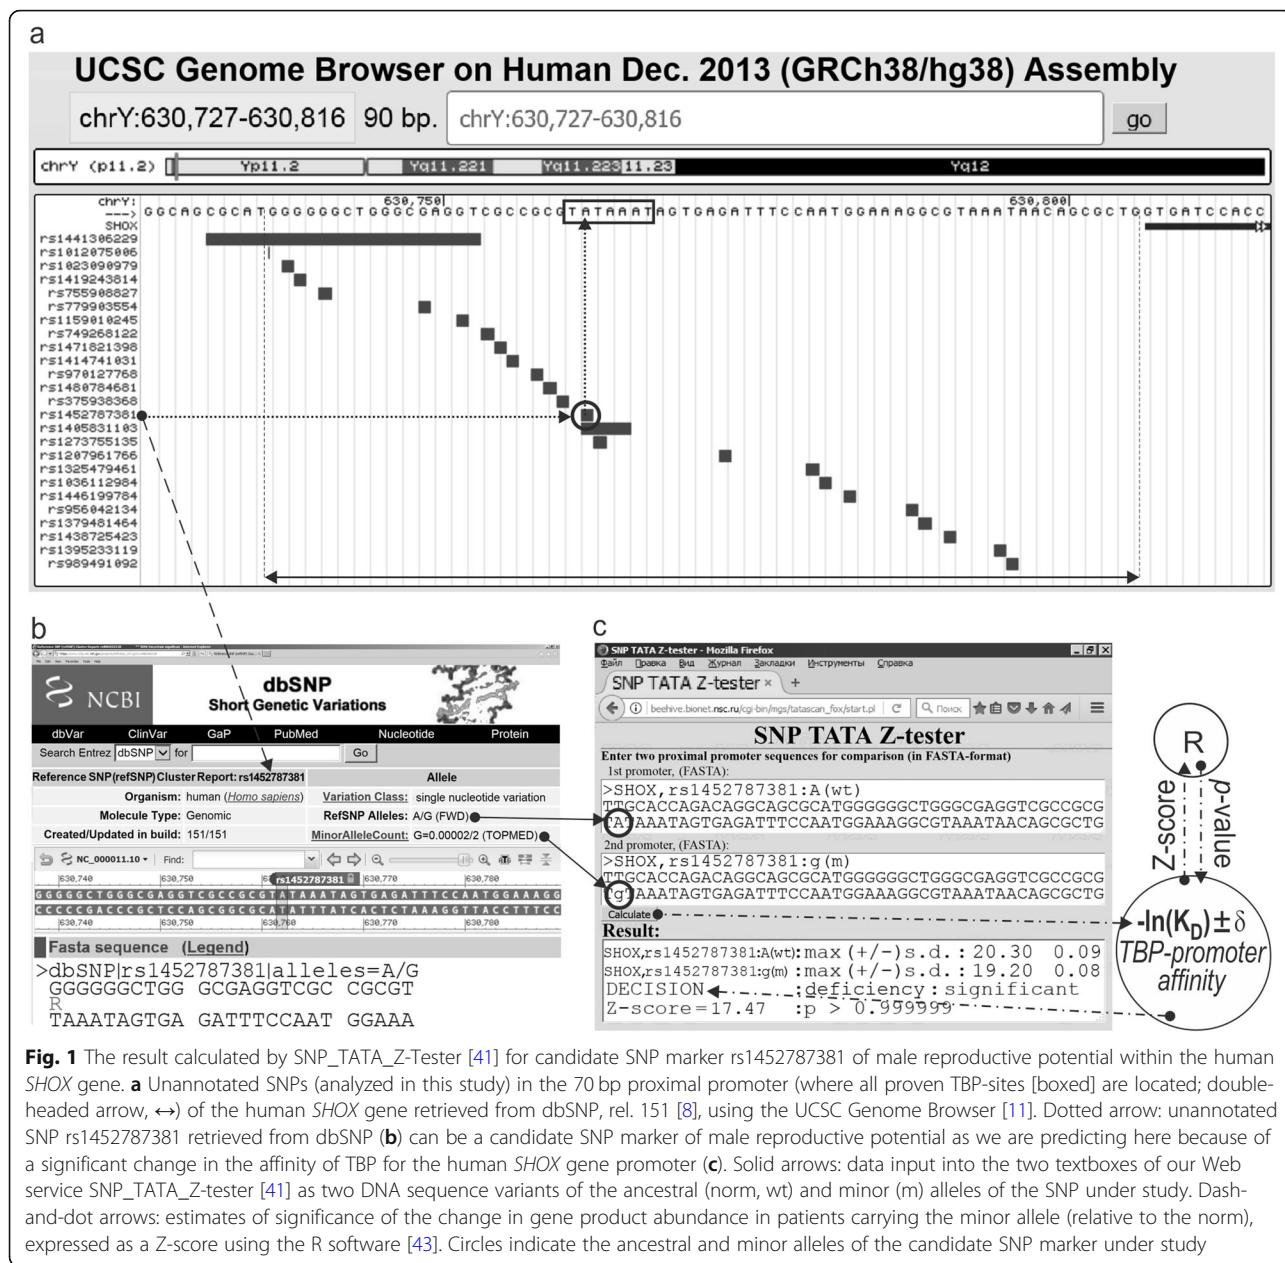 a
UCSC Genome Browser on Human Dec. 2013 (GRCh38/hg38) Assembly
chrY:630,727-630,816 90 bp. chrY:630,727-630,816 go
chrY (p11.2) Yp11.2 Yq11.221 Yq11.223 11.23 Yq12
chrY: 630,750 630,800
---> GGCAGCGCATGGGGGGCTGGGCGAGGTCGCCGCGTATAAATAGTGAGATTTCCAATGGAAAGGCGTAAATAACAGCGCTGGTGATCCACC
SHOX
rs1441306229
rs1012075006
rs1023090979
rs1419243814
rs755908827
rs779903554
rs1159010245
rs749268122
rs1471821398
rs1414741031
rs970127768
rs1480784681
rs375938368
rs1452787381
rs1405831103
rs1273755135
rs1207961766
rs1325479461
rs1036112984
rs1446199784
rs956042134
rs1379481464
rs1438725423
rs1395233119
rs989491092
b
NCBI
dbSNP
Short Genetic Variations
dbVar ClinVar GaP PubMed Nucleotide Protein
Search Entrez dbSNP for Go
Reference SNP(refSNP) Cluster Report: rs1452787381 Allele
Organism: human (Homo sapiens) Variation Class: single nucleotide variation
Molecule Type: Genomic RefSNP Alleles: A/G (FWD)
Created/Updated in build: 151/151 MinorAlleleCount: G=0.00002/2 (TOPMED)
NC_000011.10 Find:
630,740 630,750 rs1452787381 630,770 630,780
GGGGGCTGGGCGAGGTCGCCGCGTATAAATAGTGAGATTTCCAATGGAAAGG
CCCCCGACCCGCTCCAGCGGCGCATATTTATCACTCTAAAGGTTACCTTTCC
630,740 630,750 630,760 630,770 630,780
Fasta sequence (Legend)
>dbSNP|rs1452787381|alleles=A/G
GGGGGGCTGG GCGAGGTCGC CGCGT
R
TAAATAGTGA GATTTCCAAT GGAAA
c
SNP TATA Z-tester - Mozilla Firefox
Файл Правка Вид Журнал Закладки Инструменты Справка
SNP TATA Z-tester × +
beehive.bionet.nsc.ru/cgi-bin/mgs/tatascan_fox/start.pl Поиск
SNP TATA Z-tester
Enter two proximal promoter sequences for comparison (in FASTA-format)
1st promoter, (FASTA):
>SHOX,rs1452787381:A(wt)
TTGCACCAGACAGGCAGCGCATGGGGGGCTGGGCGAGGTCGCCGCG
TATAAATAGTGAGATTTCCAATGGAAAGGCGTAAATAACAGCGCTG
2nd promoter, (FASTA):
>SHOX,rs1452787381:g(m)
TTGCACCAGACAGGCAGCGCATGGGGGGCTGGGCGAGGTCGCCGCG
TgTAAATAGTGAGATTTCCAATGGAAAGGCGTAAATAACAGCGCTG
Calculate
Result:
SHOX,rs1452787381:A(wt): max (+/-)s.d.: 20.30 0.09
SHOX,rs1452787381:g(m): max (+/-)s.d.: 19.20 0.08
DECISION :deficiency : significant
Z-score=17.47 :p > 0.999999
R
Z-score
p-value
-ln(KD)±δ
TBP-promoter
affinity
Fig. 1 The result calculated by SNP_TATA_Z-Tester [41] for candidate SNP marker rs1452787381 of male reproductive potential within the human
SHOX gene. a Unannotated SNPs (analyzed in this study) in the 70 bp proximal promoter (where all proven TBP-sites [boxed] are located; double-
headed arrow, ↔) of the human SHOX gene retrieved from dbSNP, rel. 151 [8], using the UCSC Genome Browser [11]. Dotted arrow: unannotated
SNP rs1452787381 retrieved from dbSNP (b) can be a candidate SNP marker of male reproductive potential as we are predicting here because of
a significant change in the affinity of TBP for the human SHOX gene promoter (c). Solid arrows: data input into the two textboxes of our Web
service SNP_TATA_Z-tester [41] as two DNA sequence variants of the ancestral (norm, wt) and minor (m) alleles of the SNP under study. Dash-
and-dot arrows: estimates of significance of the change in gene product abundance in patients carrying the minor allele (relative to the norm),
expressed as a Z-score using the R software [43]. Circles indicate the ancestral and minor alleles of the candidate SNP marker under study